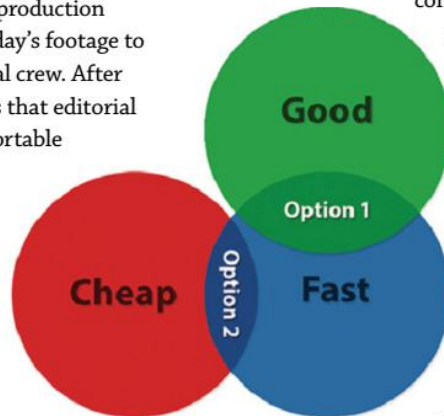 production
day's footage to
al crew. After
s that editorial
ortable
Good
Option 1
Cheap
Option 2
Fast